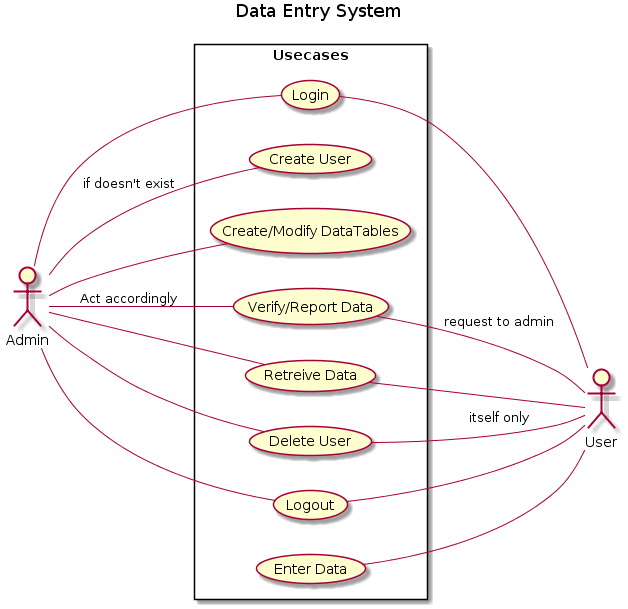 Data Entry System
Usecases
Login
Create User
if doesn't exist
Create/Modify DataTables
Act accordingly
Verify/Report Data
request to admin
Admin
Retreive Data
itself only
User
Delete User
Logout
Enter Data